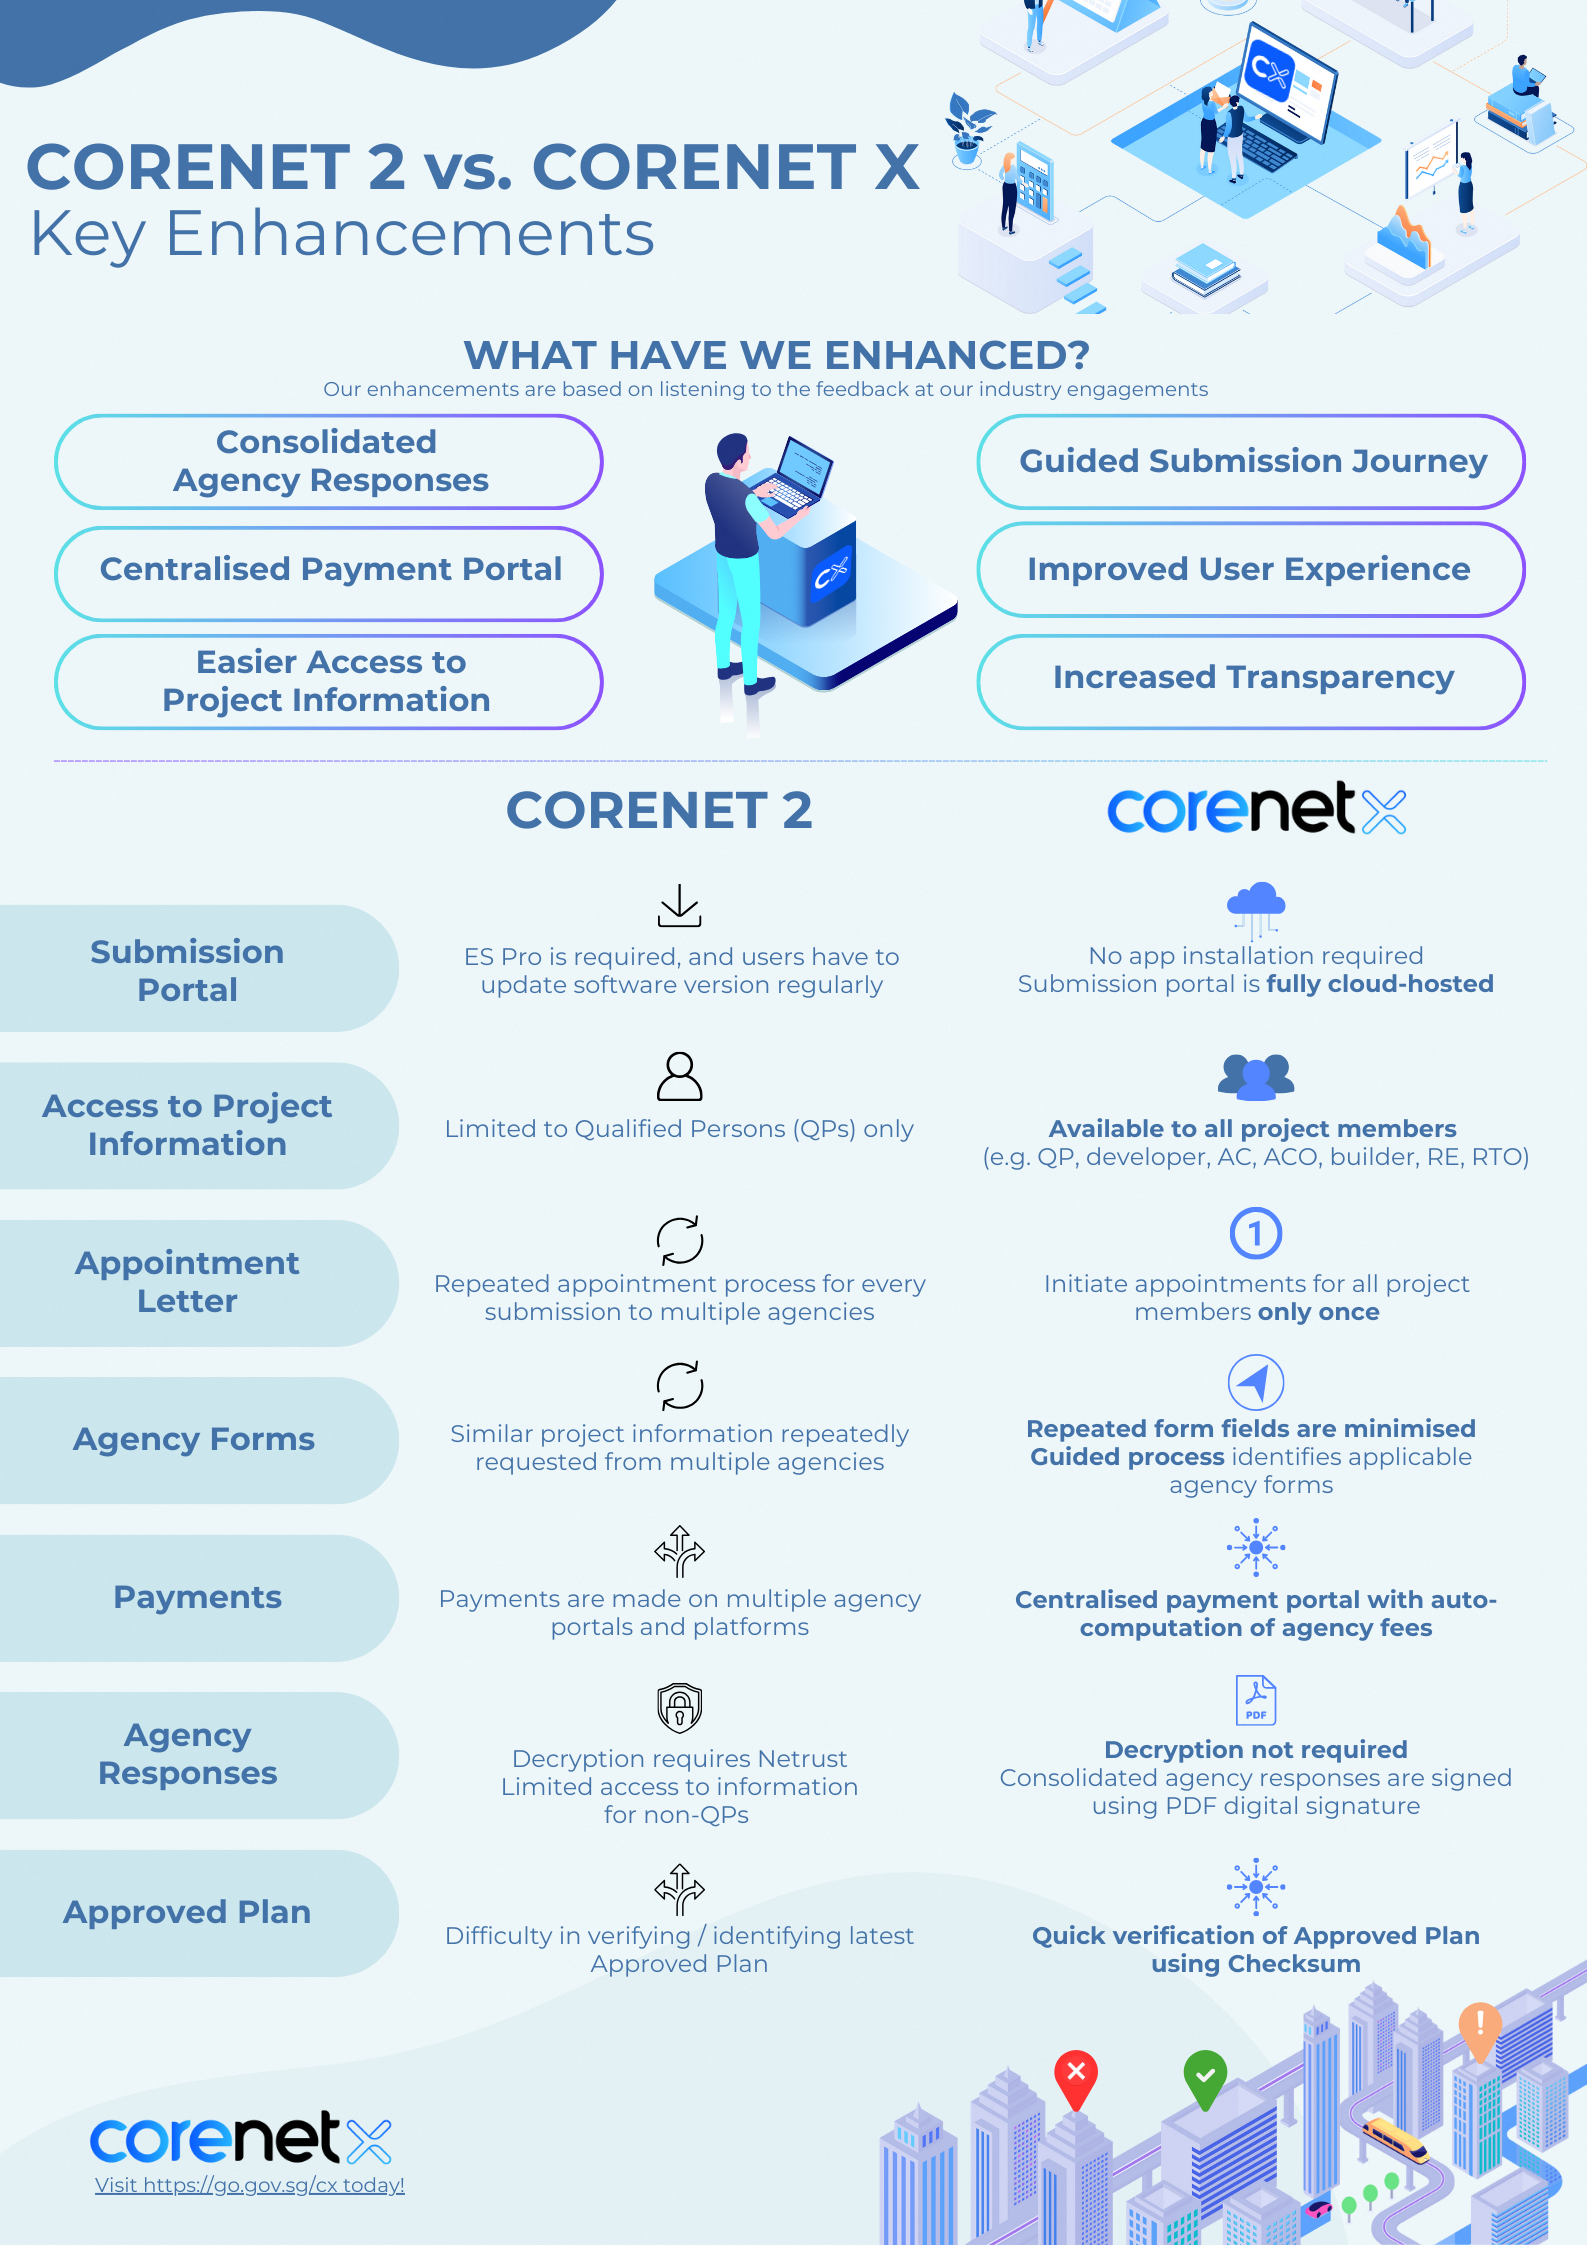 CORENET 2 vs. CORENET X
Key Enhancements
CX
WHAT HAVE WE ENHANCED?
Our enhancements are based on listening to the feedback at our industry engagements
Consolidated
Agency Responses
Guided Submission Journey
Centralised Payment Portal
Improved User Experience
CX
Easier Access to
Project Information
Increased Transparency
CORENET 2
corenet X
Submission
Portal
ES Pro is required, and users have to
update software version regularly
No app installation required
Submission portal is fully cloud-hosted
Access to Project
Information
Limited to Qualified Persons (QPs) only
Available to all project members
(e.g. QP, developer, AC, ACO, builder, RE, RTO)
Appointment
Letter
Repeated appointment process for every
submission to multiple agencies
1
Initiate appointments for all project
members only once
Agency Forms
Similar project information repeatedly
requested from multiple agencies
Repeated form fields are minimised
Guided process identifies applicable
agency forms
Payments
Payments are made on multiple agency
portals and platforms
Centralised payment portal with auto-
computation of agency fees
Agency
Responses
Decryption requires Netrust
Limited access to information
for non-QPs
PDF
Decryption not required
Consolidated agency responses are signed
using PDF digital signature
Approved Plan
Difficulty in verifying / identifying latest
Approved Plan
Quick verification of Approved Plan
using Checksum
!
corenet X
Visit https://go.gov.sg/cx today!